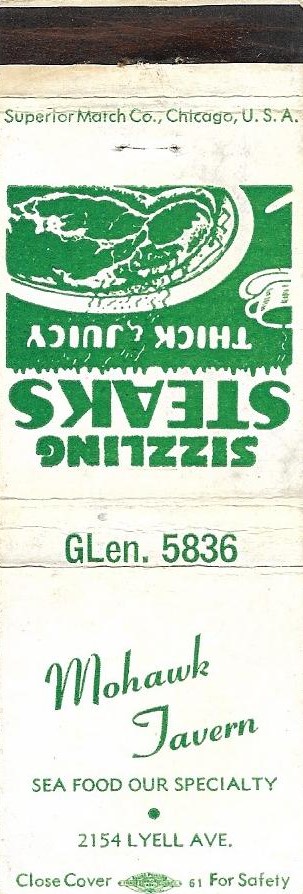 Superior Match Co., Chicago, U. S. A.
SIZZLING
STEAKS
THICK & JUICY
GLen. 5836
Mohawk
Tavern
SEA FOOD OUR SPECIALTY
2154 LYELL AVE.
Close Cover 61 For Safety